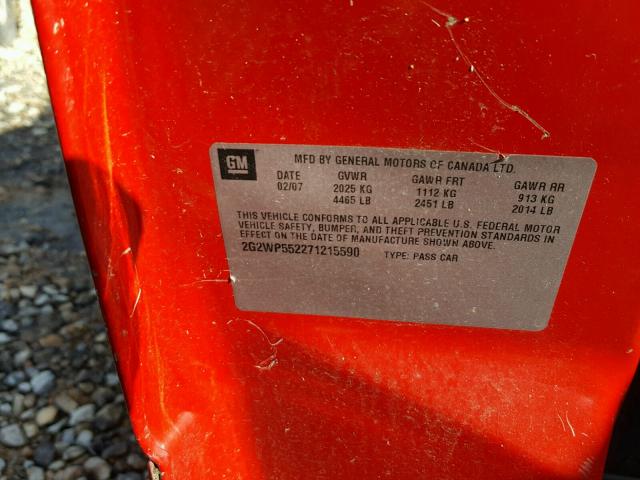 GM
MFD BY GENERAL MOTORS OF CANADA LTD.
DATE GVWR GAWR FRT GAWR RR
02/07 2025 KG 1112 KG 913 KG
4465 LB 2451 LB 2014 LB
THIS VEHICLE CONFORMS TO ALL APPLICABLE U.S. FEDERAL MOTOR
VEHICLE SAFETY, BUMPER, AND THEFT PREVENTION STANDARDS IN
EFFECT ON THE DATE OF MANUFACTURE SHOWN ABOVE.
2G2WP552271215590 TYPE: PASS CAR